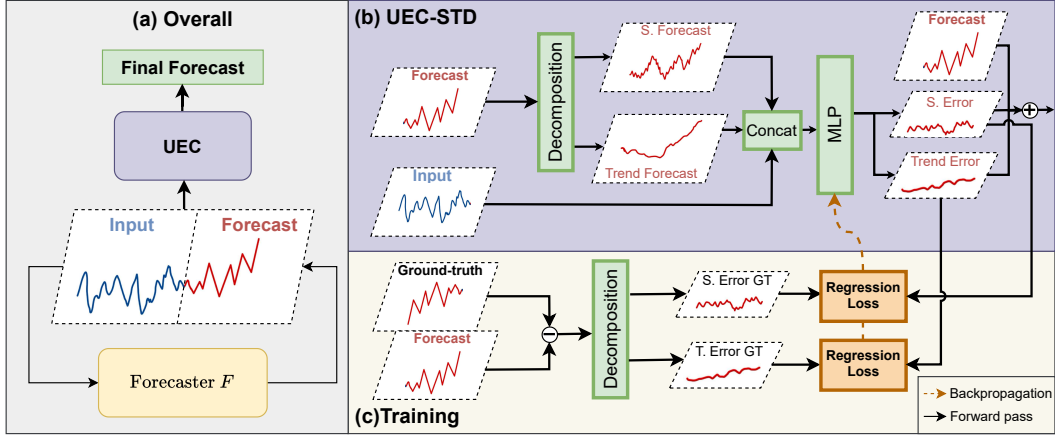 (a) Overall
Final Forecast
UEC
Input
Forecast
Forecaster F
(b) UEC-STD
Forecast
Input
Decomposition
S. Forecast
Trend Forecast
Concat
MLP
Forecast
S. Error
Trend Error
+
Ground-truth
Forecast
−
Decomposition
S. Error GT
T. Error GT
Regression
Loss
Regression
Loss
(c)Training
Backpropagation
Forward pass